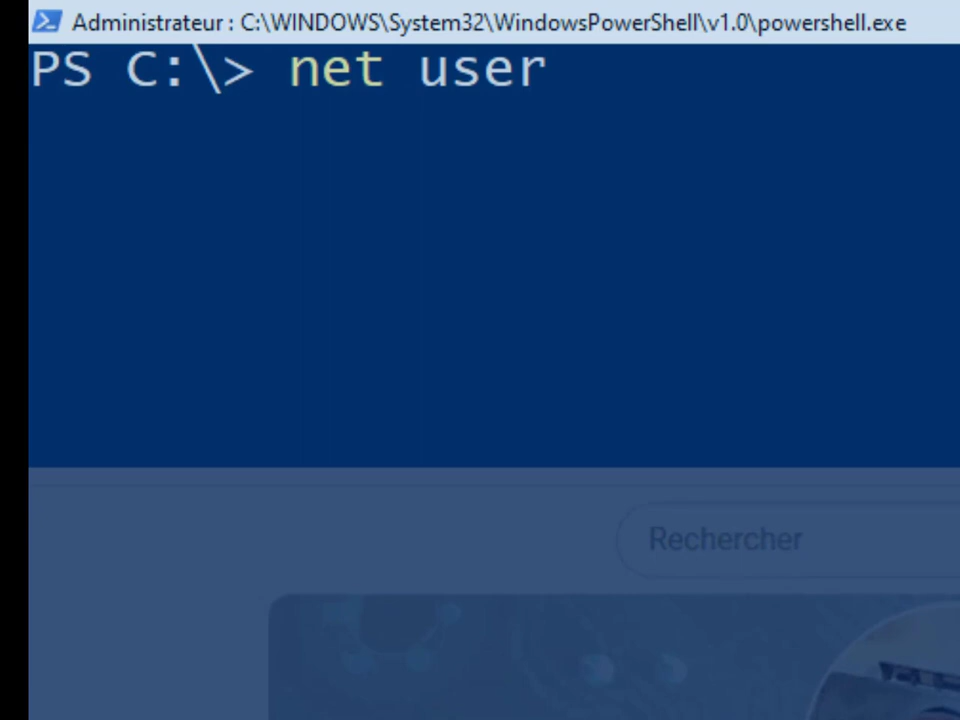 Administrateur : C:\WINDOWS\System32\WindowsPowerShell\v1.0\powershell.exe
PS C:\> net user
Rechercher